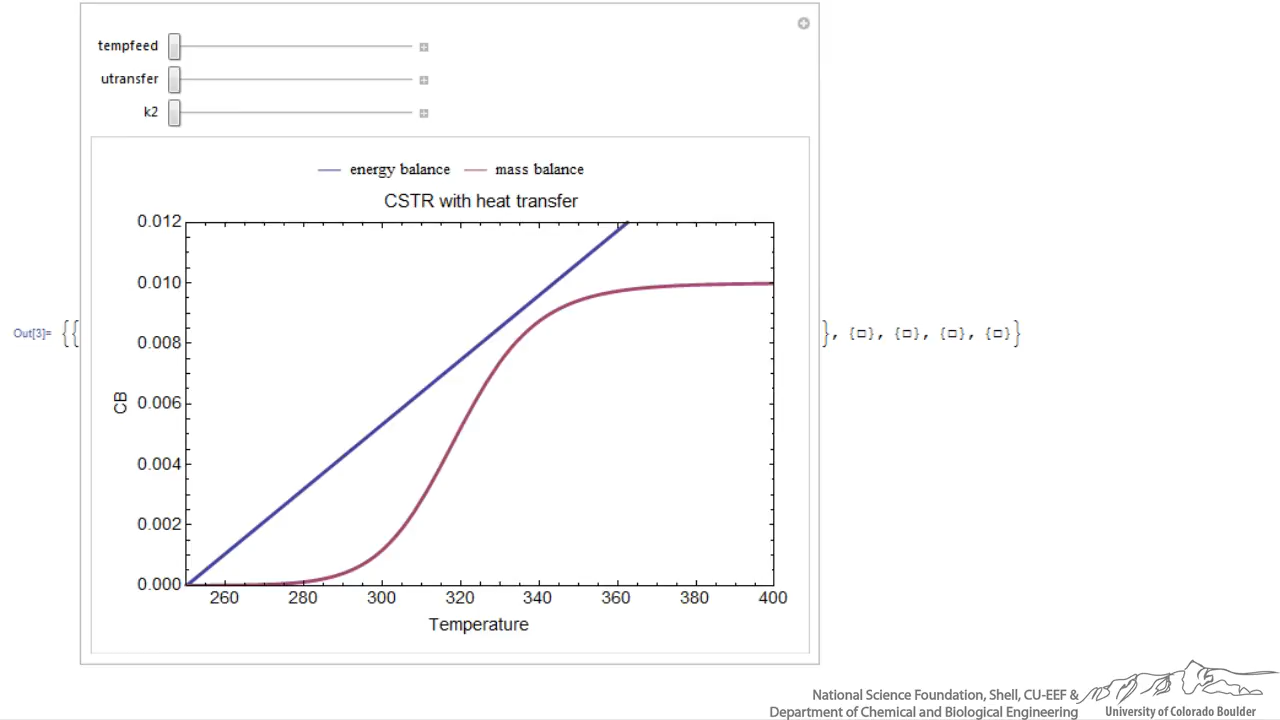 tempfeed
utransfer
k2
energy balance mass balance
CSTR with heat transfer
0.012
0.010
0.008
0.006
0.004
0.002
0.000
CB
260 280 300 320 340 360 380 400
Temperature
Out[3]= {{ }, {□}, {□}, {□}, {□}}
National Science Foundation, Shell, CU-EEF &
Department of Chemical and Biological Engineering
University of Colorado Boulder